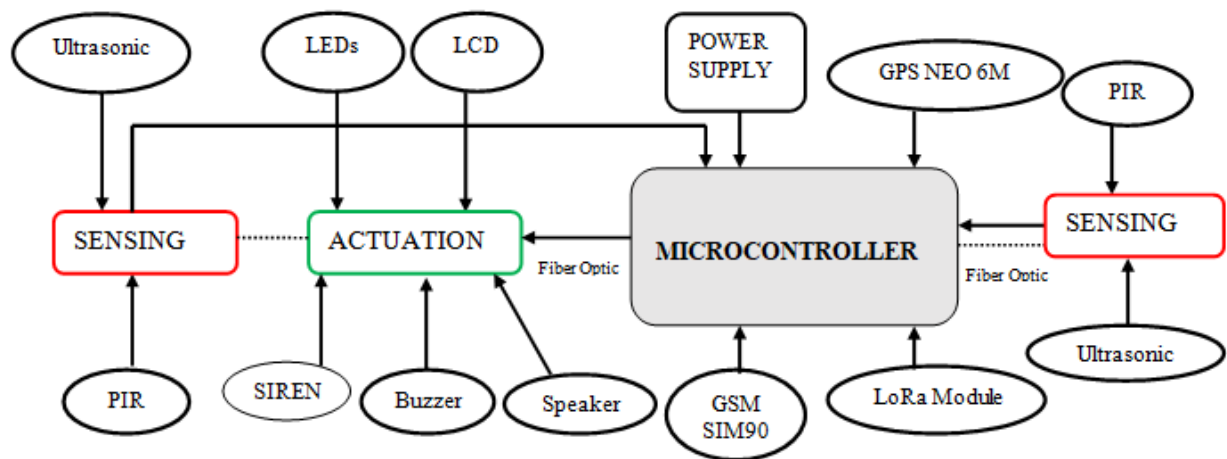 Ultrasonic
LEDs
LCD
POWER
SUPPLY
GPS NEO 6M
PIR
SENSING
ACTUATION
MICROCONTROLLER
SENSING
Fiber Optic
Fiber Optic
PIR
SIREN
Buzzer
Speaker
GSM
SIM90
LoRa Module
Ultrasonic